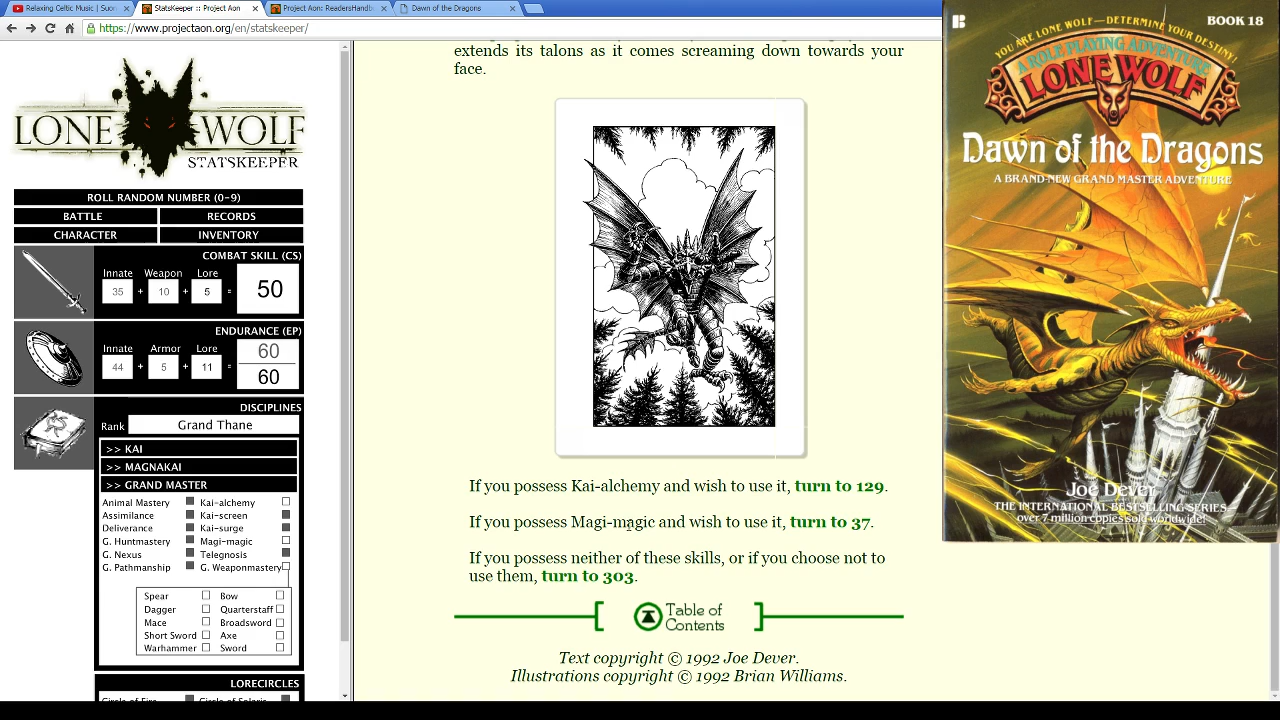 Relaxing Celtic Music | Suon
StatsKeeper :: Project Aon
Project Aon: ReadersHandb
Dawn of the Dragons
https://www.projectaon.org/en/statskeeper/
LONE WOLF
STATSKEEPER
ROLL RANDOM NUMBER (0-9)
BATTLE RECORDS
CHARACTER INVENTORY
COMBAT SKILL (CS)
Innate Weapon Lore
35 + 10 + 5 = 50
ENDURANCE (EP)
Innate Armor Lore
60
44 + 5 + 11 =
60
DISCIPLINES
Rank Grand Thane
>> KAI
>> MAGNAKAI
>> GRAND MASTER
Animal Mastery Kai-alchemy
Assimilance Kai-screen
Deliverance Kai-surge
G. Huntmastery Magi-magic
G. Nexus Telegnosis
G. Pathmanship G. Weaponmastery
Spear Bow
Dagger Quarterstaff
Mace Broadsword
Short Sword Axe
Warhammer Sword
LORECIRCLES
Circle of Fire Circle of Solaris
extends its talons as it comes screaming down towards your
face.
If you possess Kai-alchemy and wish to use it, turn to 129.
If you possess Magi-magic and wish to use it, turn to 37.
If you possess neither of these skills, or if you choose not to
use them, turn to 303.
Table of
Contents
Text copyright © 1992 Joe Dever.
Illustrations copyright © 1992 Brian Williams.
B
BOOK 18
YOU ARE LONE WOLF—DETERMINE YOUR DESTINY!
A ROLE PLAYING ADVENTURE
LONE WOLF
Dawn of the Dragons
A BRAND-NEW GRAND MASTER ADVENTURE
Joe Dever
THE INTERNATIONAL BESTSELLING SERIES—
over 7 million copies sold worldwide!